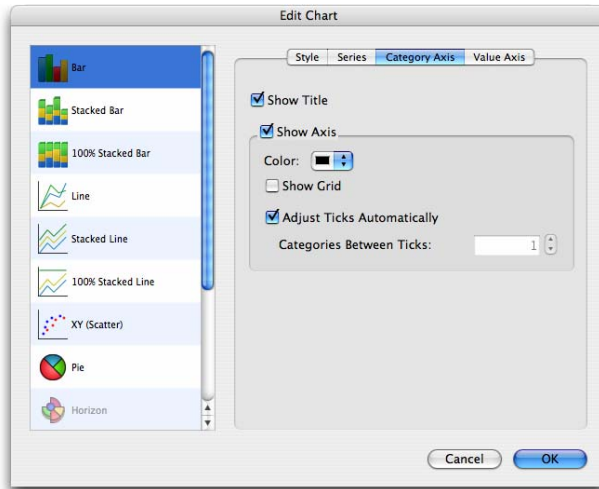 Edit Chart
Bar
Stacked Bar
100% Stacked Bar
Line
Stacked Line
100% Stacked Line
XY (Scatter)
Pie
Horizon
Style Series Category Axis Value Axis
Show Title
Show Axis
Color:
Show Grid
Adjust Ticks Automatically
Categories Between Ticks: 1
Cancel OK